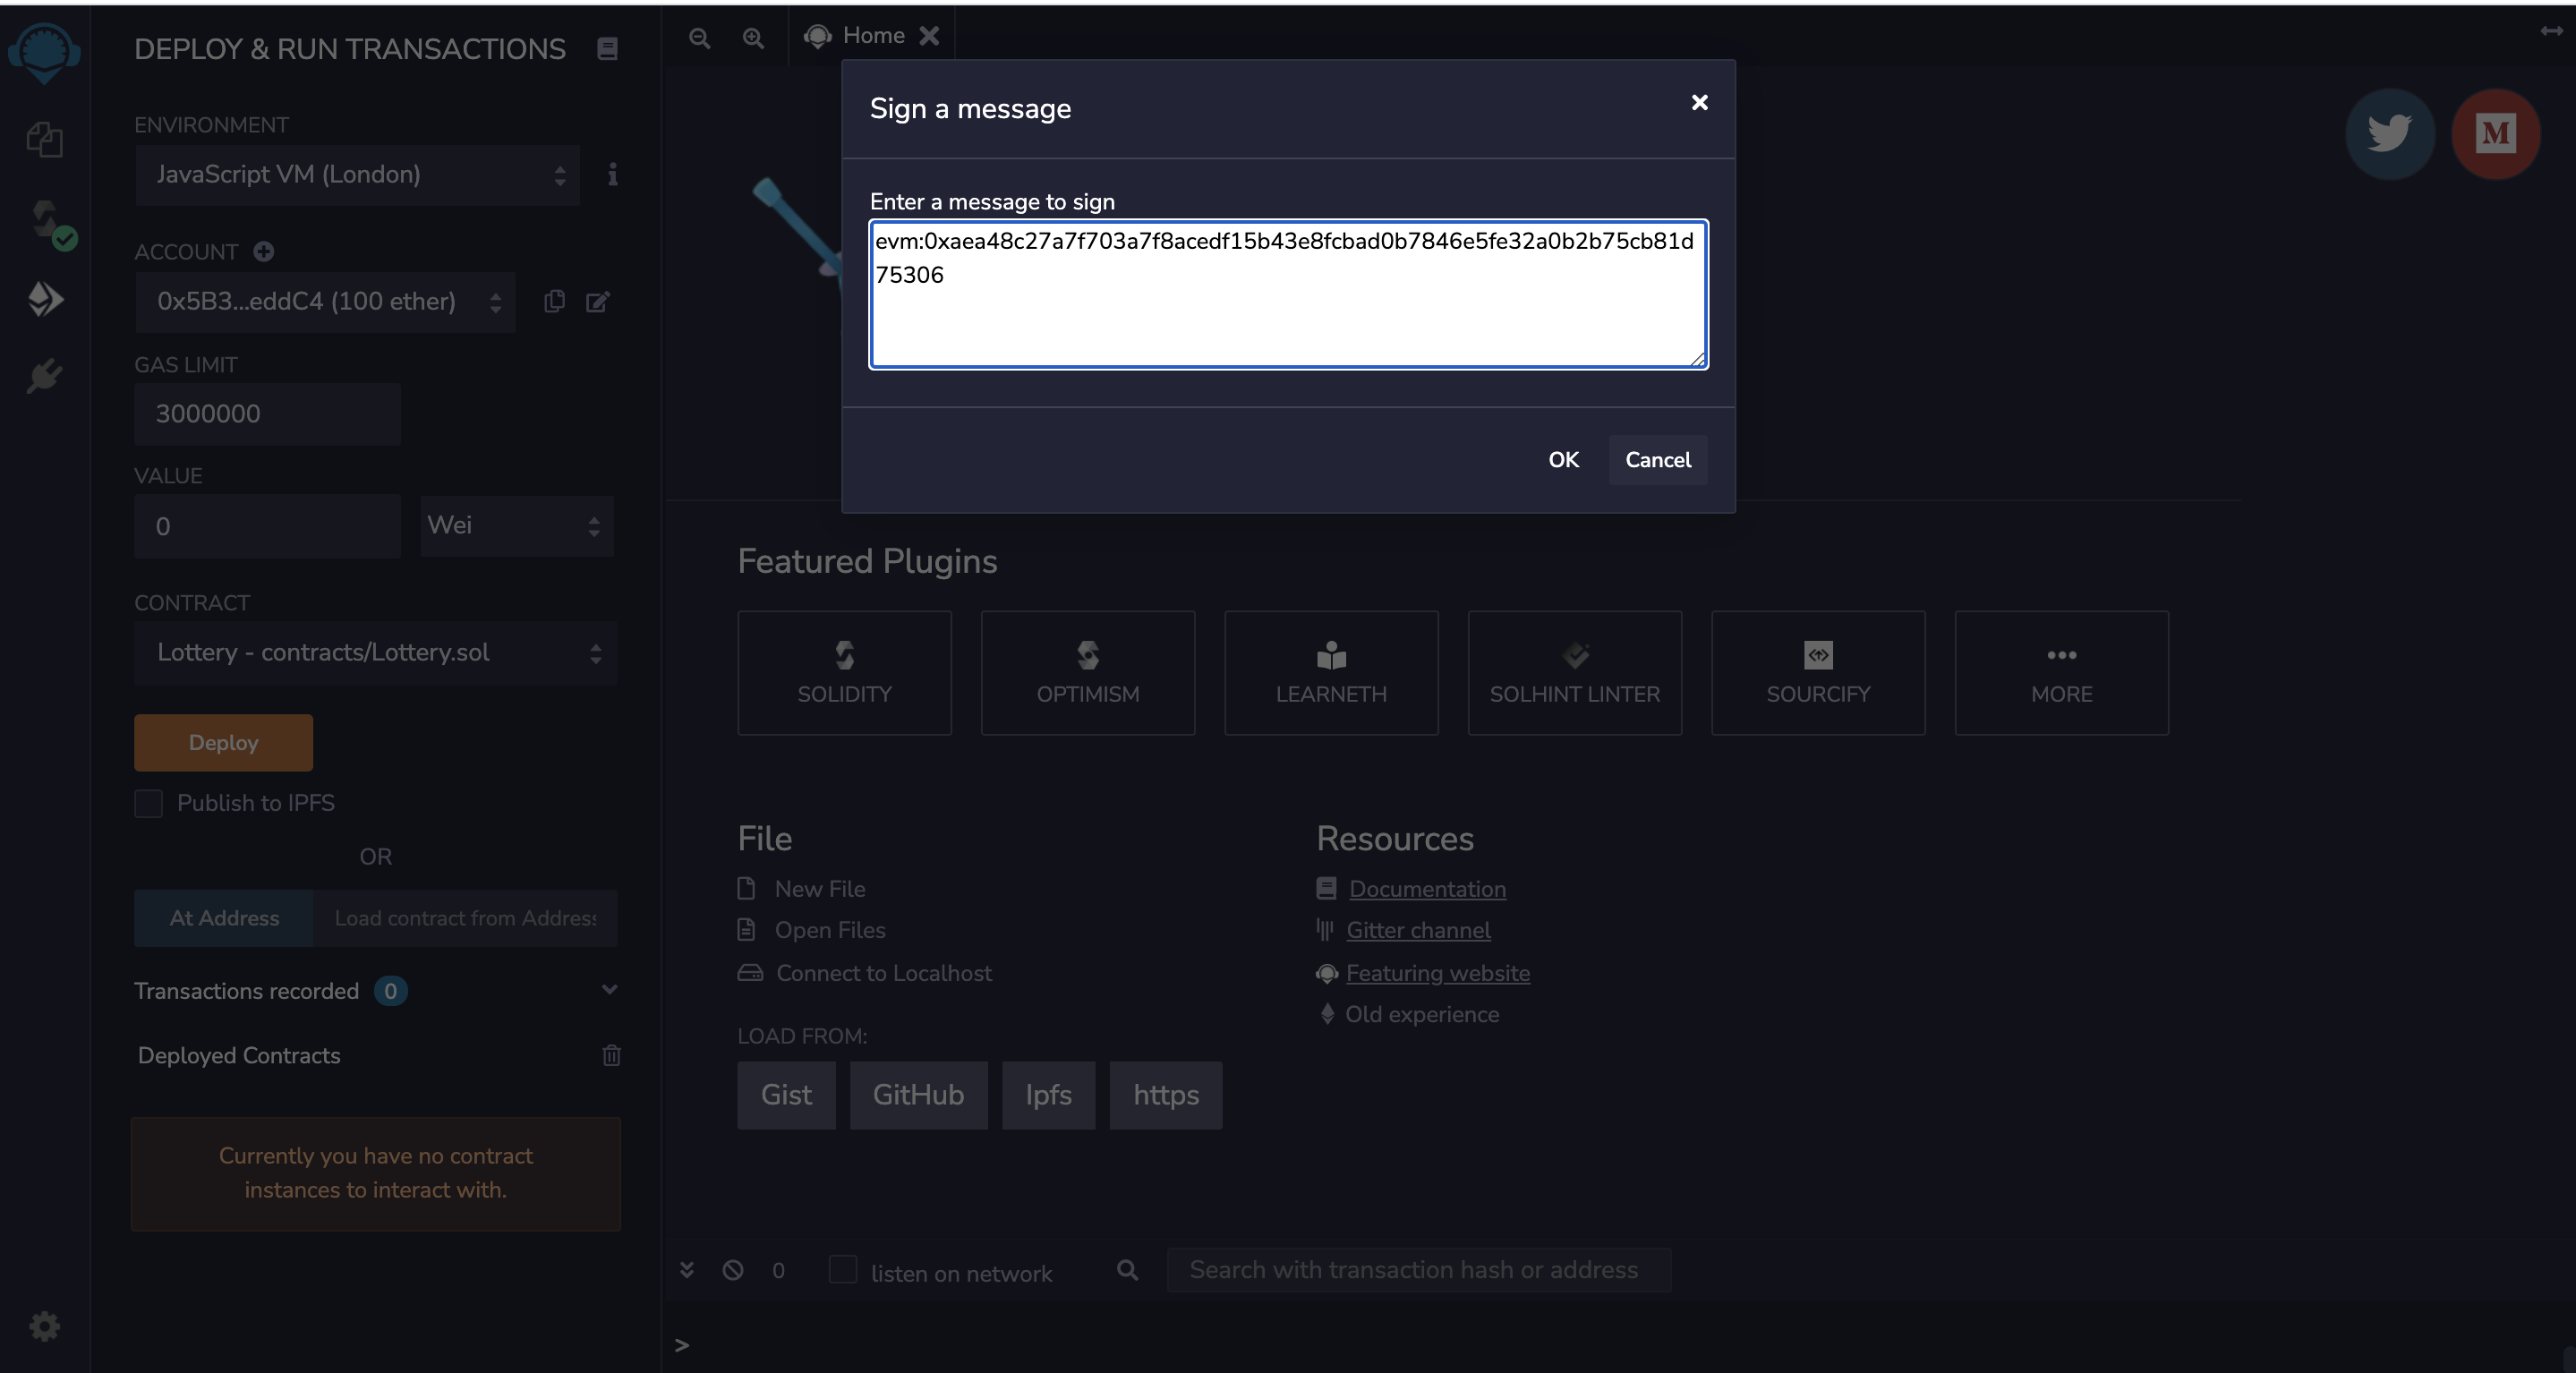 DEPLOY & RUN TRANSACTIONS
Home
ENVIRONMENT
JavaScript VM (London)
ACCOUNT
0x5B3...eddC4 (100 ether)
GAS LIMIT
3000000
VALUE
0
Wei
CONTRACT
Lottery - contracts/Lottery.sol
Deploy
Publish to IPFS
OR
At Address
Load contract from Address
Transactions recorded 0
Deployed Contracts
Currently you have no contract
instances to interact with.
Sign a message
Enter a message to sign
evm:0xaea48c27a7f703a7f8acedf15b43e8fcbad0b7846e5fe32a0b2b75cb81d
75306
OK
Cancel
M
Featured Plugins
SOLIDITY
OPTIMISM
LEARNETH
SOLHINT LINTER
SOURCIFY
MORE
File
New File
Open Files
Connect to Localhost
LOAD FROM:
Gist
GitHub
Ipfs
https
Resources
Documentation
Gitter channel
Featuring website
Old experience
0
listen on network
Search with transaction hash or address
>